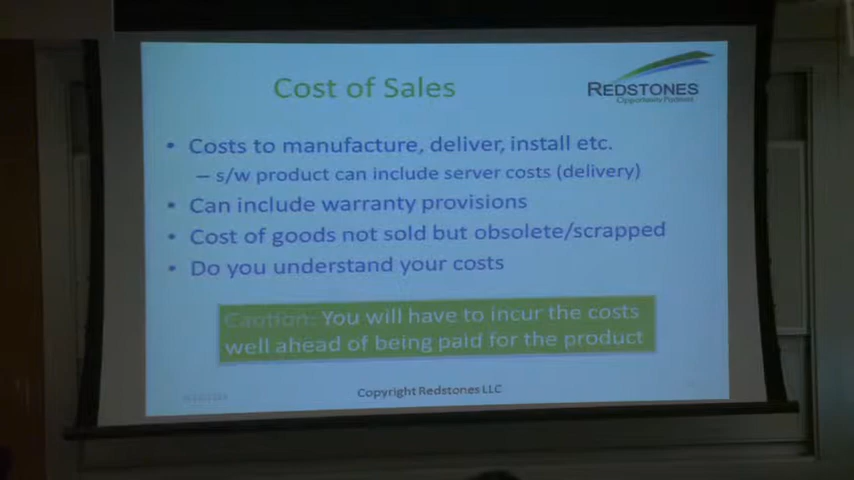 Cost of Sales
REDSTONES
Opportunity Partners
• Costs to manufacture, deliver, install etc.
– s/w product can include server costs (delivery)
• Can include warranty provisions
• Cost of goods not sold but obsolete/scrapped
• Do you understand your costs
Caution: You will have to incur the costs
well ahead of being paid for the product
Copyright Redstones LLC